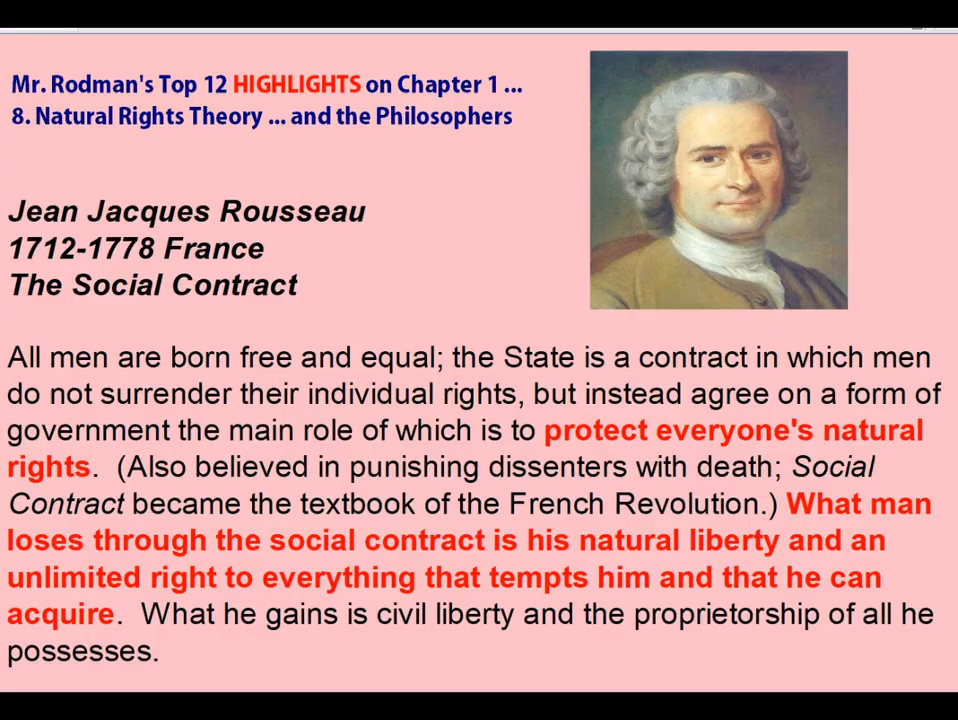 Mr. Rodman's Top 12 HIGHLIGHTS on Chapter 1 ...
8. Natural Rights Theory ... and the Philosophers
Jean Jacques Rousseau
1712-1778 France
The Social Contract
All men are born free and equal; the State is a contract in which men
do not surrender their individual rights, but instead agree on a form of
government the main role of which is to protect everyone's natural
rights.  (Also believed in punishing dissenters with death; Social
Contract became the textbook of the French Revolution.) What man
loses through the social contract is his natural liberty and an
unlimited right to everything that tempts him and that he can
acquire.  What he gains is civil liberty and the proprietorship of all he
possesses.